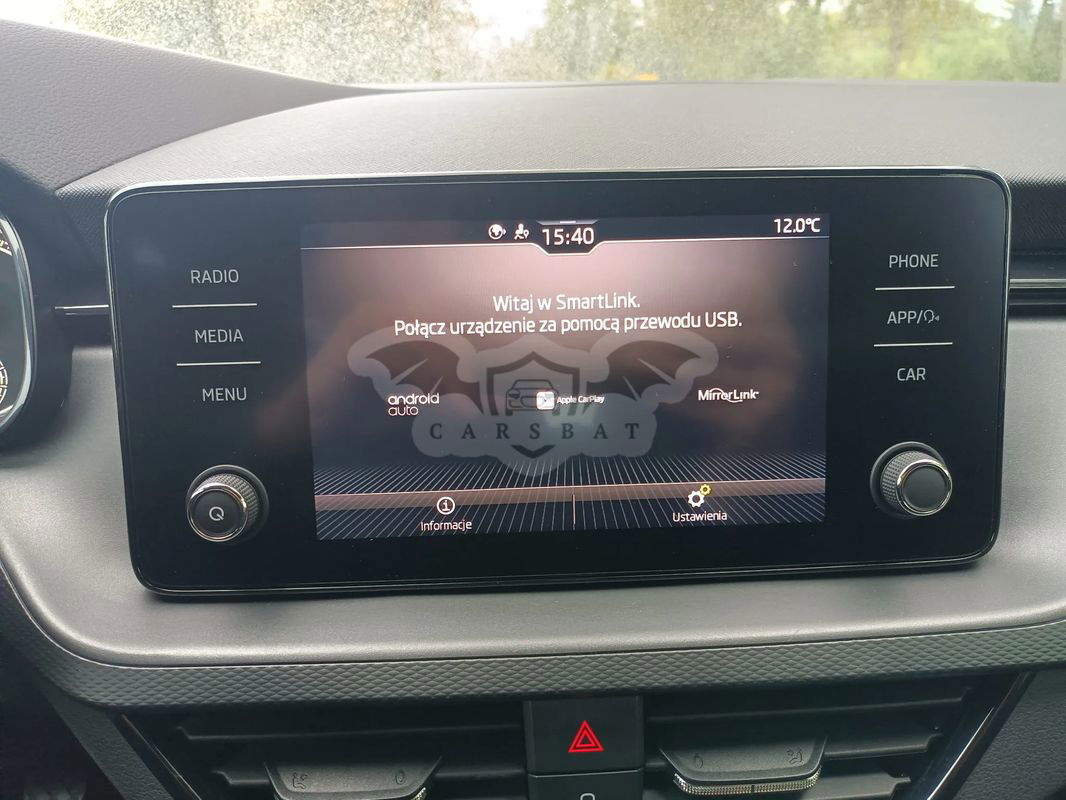 15:40
12.0°C
RADIO
MEDIA
MENU
PHONE
APP/
CAR
Witaj w SmartLink.
Połącz urządzenie za pomocą przewodu USB.
android auto
Apple CarPlay
MirrorLink
CARSBAT
Informacje
Ustawienia